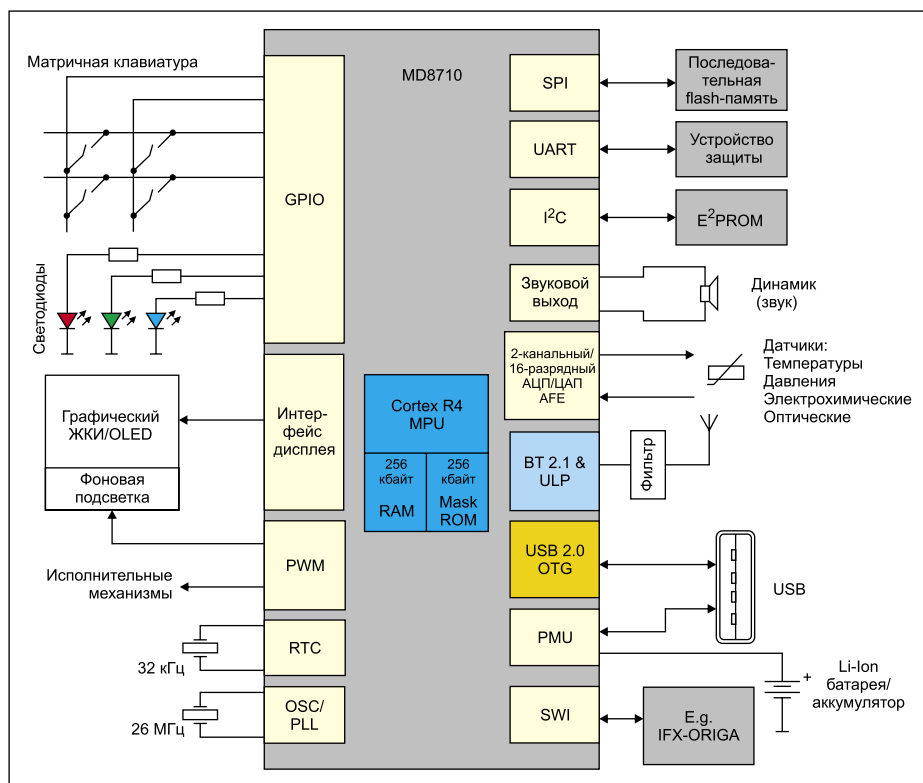 Матричная клавиатура
MD8710
GPIO
Светодиоды
Графический
ЖКИ/OLED
Фоновая
подсветка
Интер-
фейс
дисплея
Исполнительные
механизмы
PWM
32 кГц
RTC
26 МГц
OSC/
PLL
Cortex R4
MPU
256
кбайт
RAM
256
кбайт
Mask
ROM
SPI
Последова-
тельная
flash-память
UART
Устройство
защиты
I²C
E²PROM
Звуковой
выход
Динамик
(звук)
2-канальный/
16-разрядный
АЦП/ЦАП
AFE
Датчики:
Температуры
Давления
Электрохимические
Оптические
BT 2.1 &
ULP
Фильтр
USB 2.0
OTG
USB
PMU
+
Li-Ion
батарея/
аккумулятор
SWI
E.g.
IFX-ORIGA